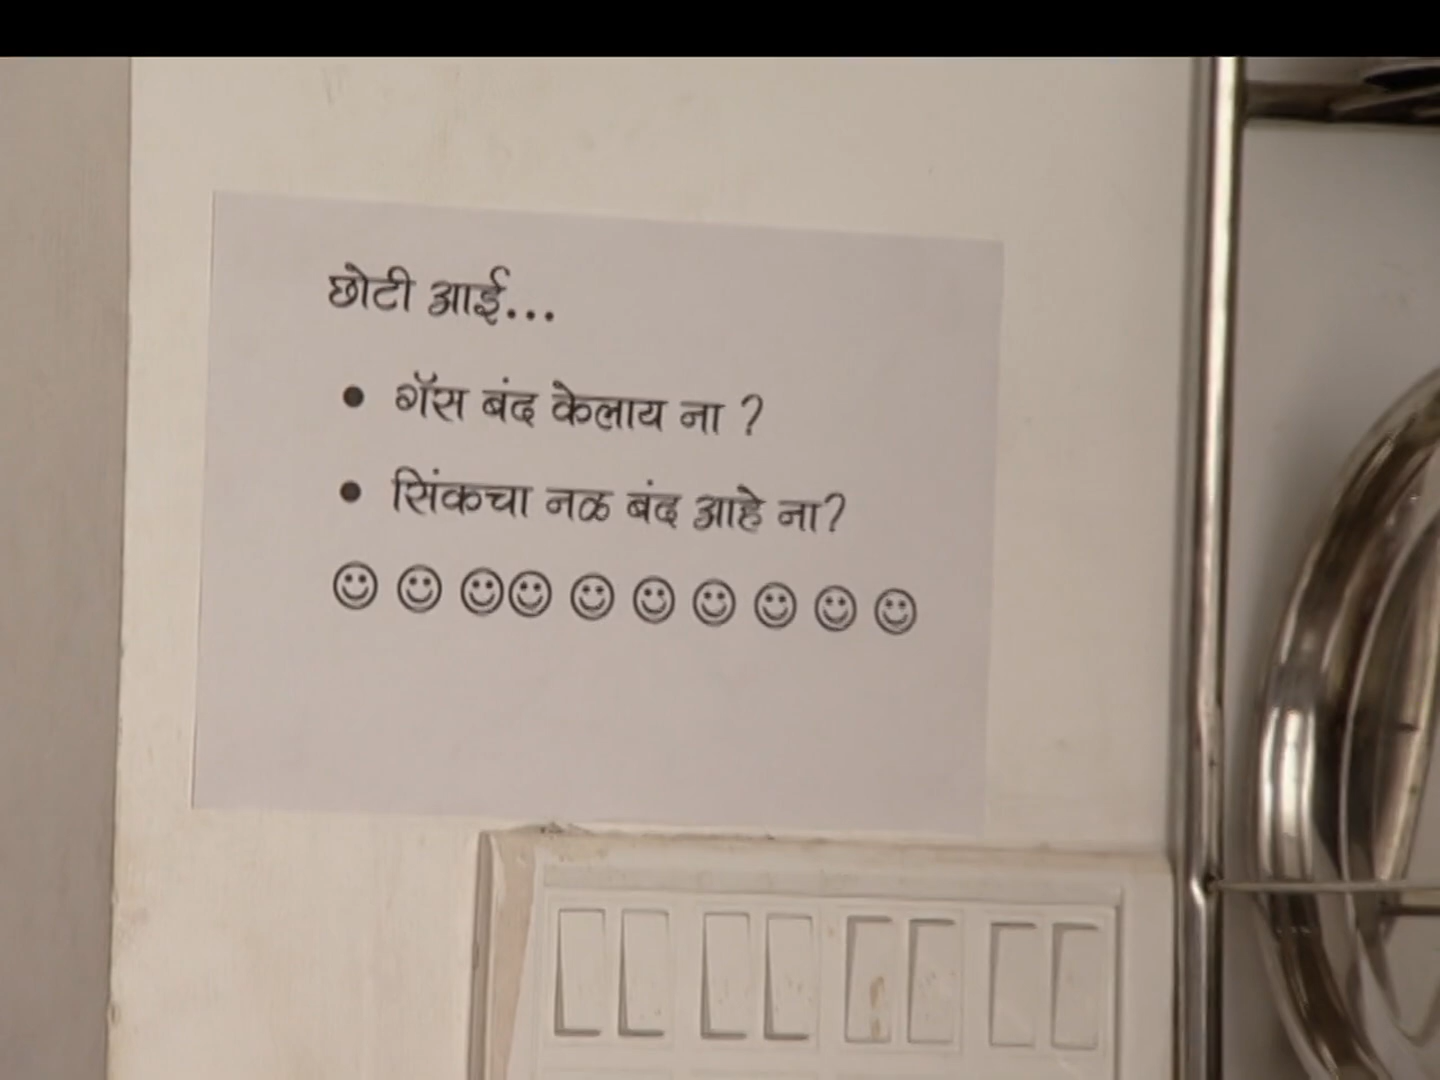 छोटी आई...
• गॅस बंद केलाय ना ?
• सिंकचा नळ बंद आहे ना?
☺ ☺ ☺☺ ☺ ☺ ☺ ☺ ☺ ☺